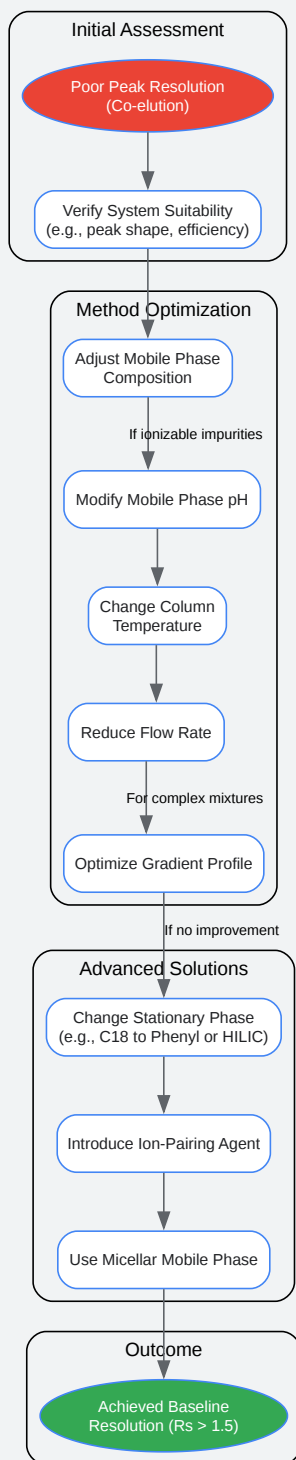 Initial Assessment
Poor Peak Resolution
(Co-elution)
Verify System Suitability
(e.g., peak shape, efficiency)
Method Optimization
Adjust Mobile Phase
Composition
If ionizable impurities
Modify Mobile Phase pH
Change Column
Temperature
Reduce Flow Rate
For complex mixtures
Optimize Gradient Profile
If no improvement
Advanced Solutions
Change Stationary Phase
(e.g., C18 to Phenyl or HILIC)
Introduce Ion-Pairing Agent
Use Micellar Mobile Phase
Outcome
Achieved Baseline
Resolution (Rs > 1.5)